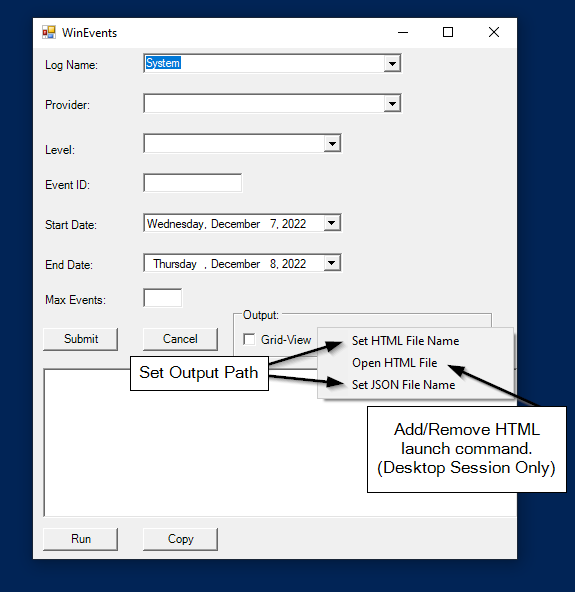 WinEvents
Log Name:
System
Provider:
Level:
Event ID:
Start Date:
Wednesday, December 7, 2022
End Date:
Thursday , December 8, 2022
Max Events:
Output:
Submit
Cancel
Grid-View
Set HTML File Name
Open HTML File
Set JSON File Name
Set Output Path
Add/Remove HTML
launch command.
(Desktop Session Only)
Run
Copy